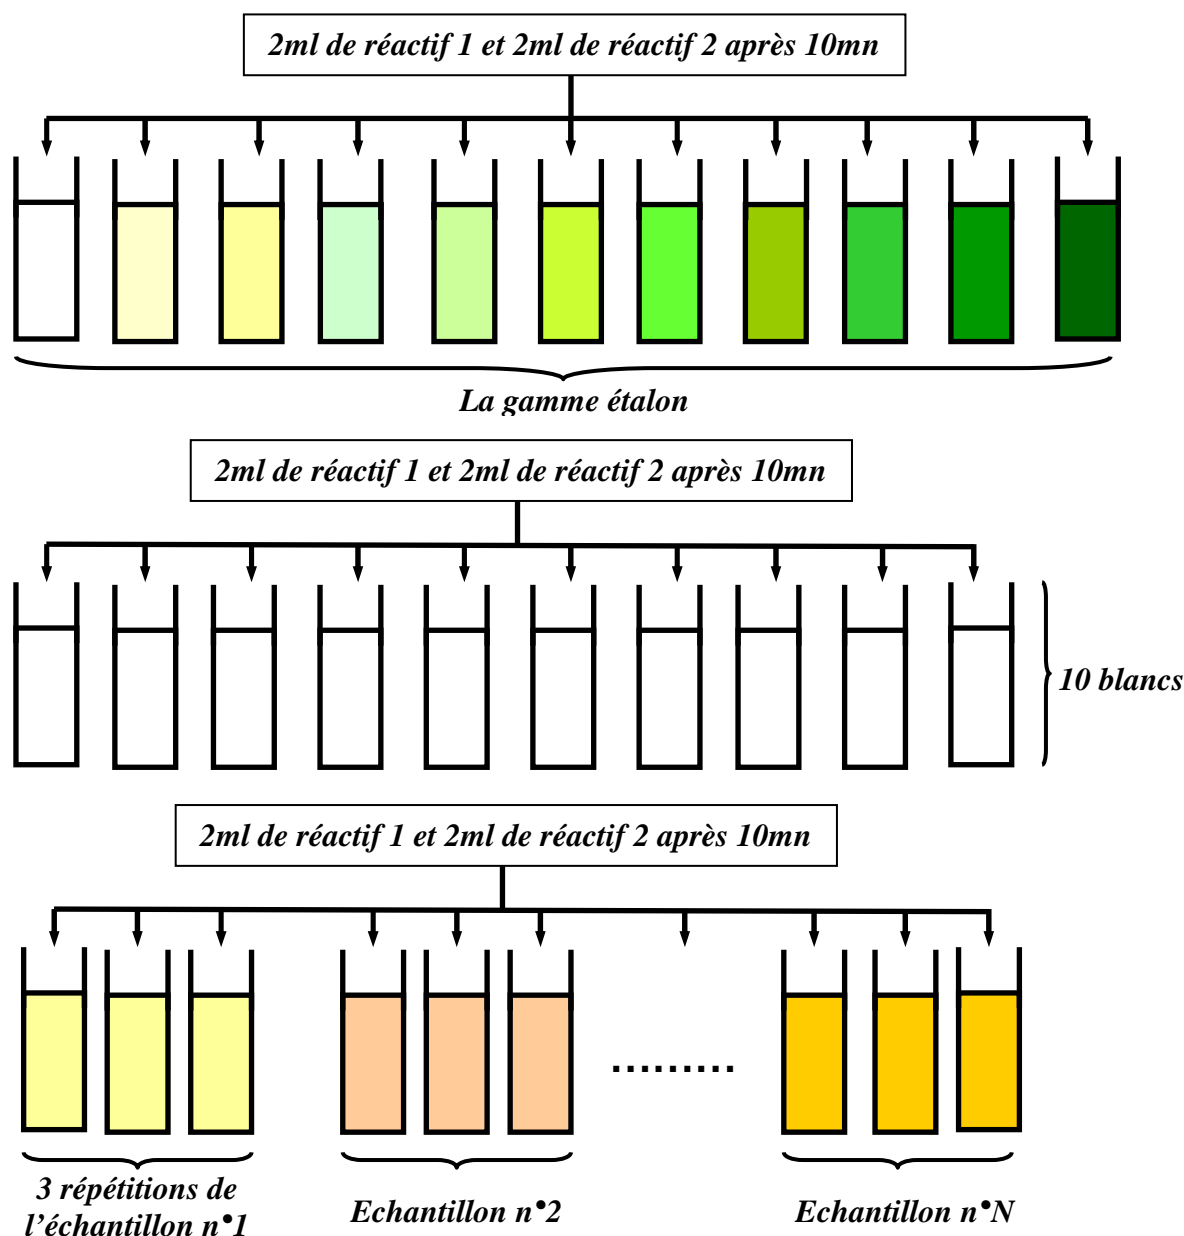 2ml de réactif 1 et 2ml de réactif 2 après 10mn
La gamme étalon
2ml de réactif 1 et 2ml de réactif 2 après 10mn
10 blancs
2ml de réactif 1 et 2ml de réactif 2 après 10mn
.........
3 répétitions de
l'échantillon n•1
Echantillon n•2
Echantillon n•N